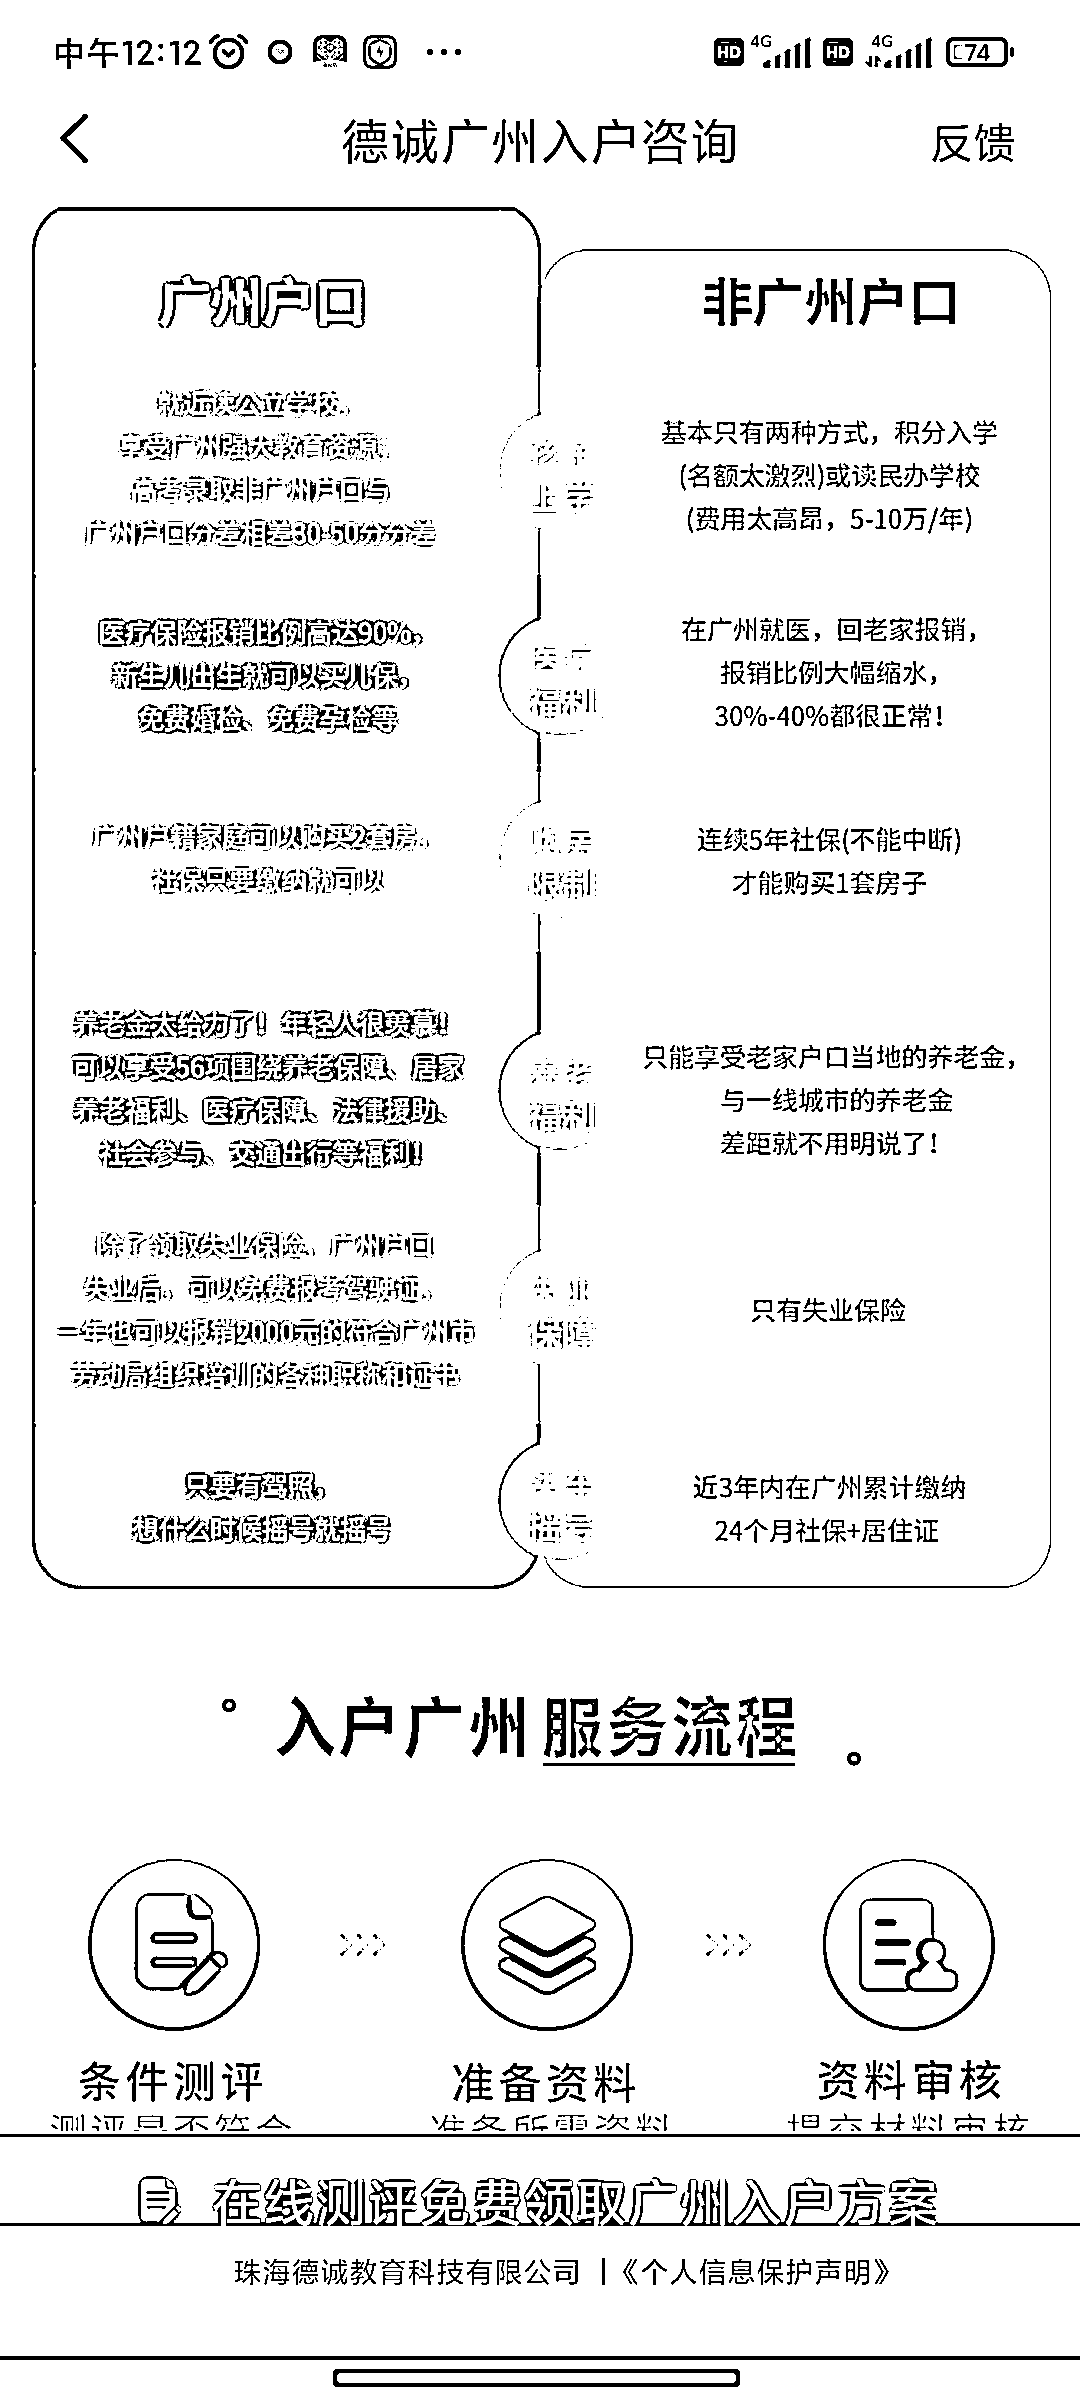 中午12:12
4G 4G 74
德诚广州入户咨询
反馈
广州户口
就近读公立学校,
享受广州强大教育资源,
高考录取非广州户口与
广州户口分差相差30-50分分差
医疗保险报销比例高达90%,
新生儿出生就可以买儿保,
免费婚检、免费孕检等
广州户籍家庭可以购买2套房,
社保只要缴纳就可以
养老金太给力了！年轻人很羡慕！
可以享受56项围绕养老保障、居家
养老福利、医疗保障、法律援助、
社会参与、交通出行等福利！
除了领取失业保险, 广州户口
失业后, 可以免费报考驾驶证,
一年也可以报销2000元的符合广州市
劳动局组织培训的各种职称和证书
只要有驾照,
想什么时候摇号就摇号
上学
医疗
福利
限制
福利
失业
保障
摇号
非广州户口
基本只有两种方式，积分入学
(名额太激烈)或读民办学校
(费用太高昂，5-10万/年)
在广州就医，回老家报销，
报销比例大幅缩水，
30%-40%都很正常！
连续5年社保(不能中断)
才能购买1套房子
只能享受老家户口当地的养老金，
与一线城市的养老金
差距就不用明说了！
只有失业保险
近3年内在广州累计缴纳
24个月社保+居住证
入户广州服务流程
条件测评
准备资料
资料审核
测评是否符合
准备所需资料
提交材料审核
在线测评免费领取广州入户方案
珠海德诚教育科技有限公司 |《个人信息保护声明》